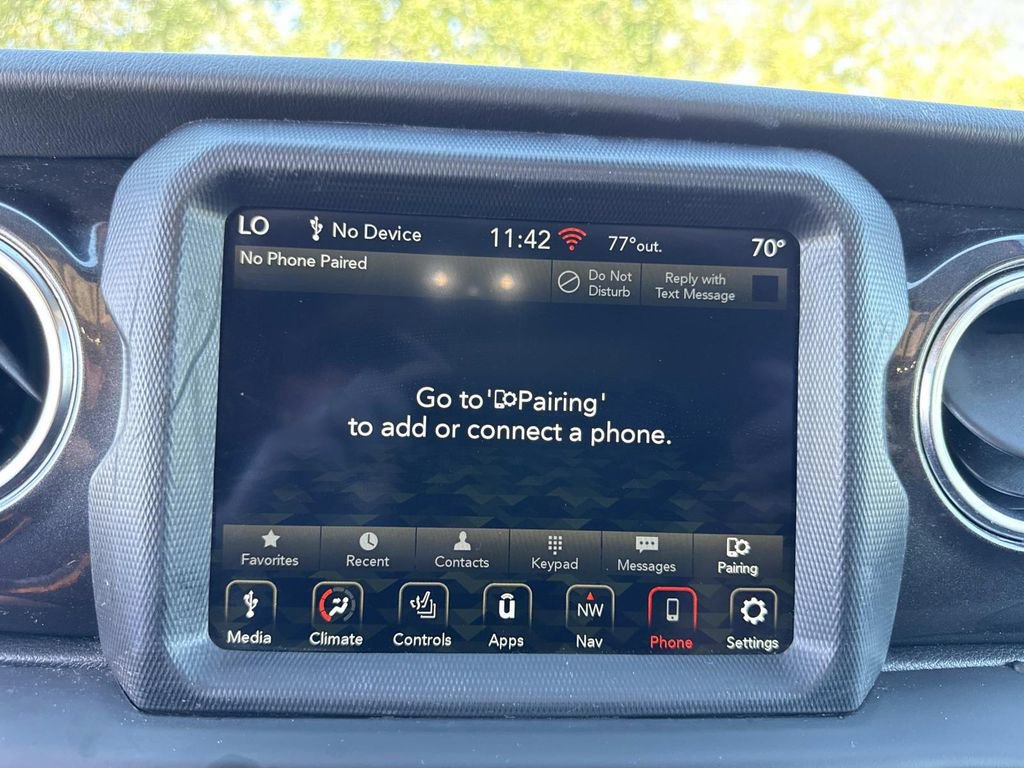 LO No Device 11:42 77°out. 70°
No Phone Paired
Do Not
Disturb
Reply with
Text Message
Go to 'Pairing'
to add or connect a phone.
Favorites Recent Contacts Keypad Messages Pairing
ū NW
Media Climate Controls Apps Nav Phone Settings